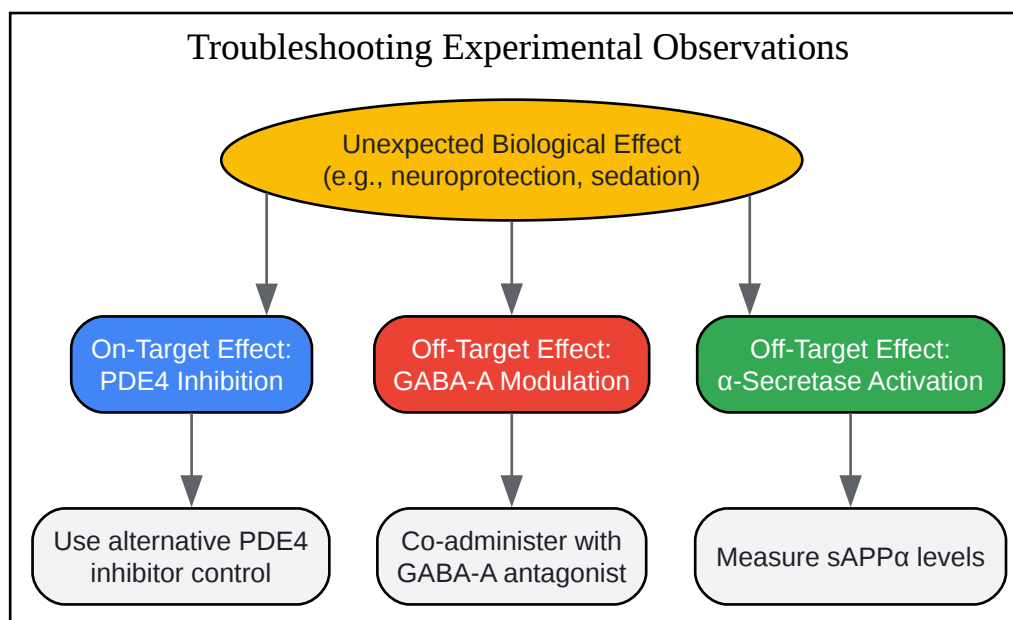 Troubleshooting Experimental Observations
Unexpected Biological Effect
(e.g., neuroprotection, sedation)
On-Target Effect:
PDE4 Inhibition
Off-Target Effect:
GABA-A Modulation
Off-Target Effect:
α-Secretase Activation
Use alternative PDE4
inhibitor control
Co-administer with
GABA-A antagonist
Measure sAPPα levels